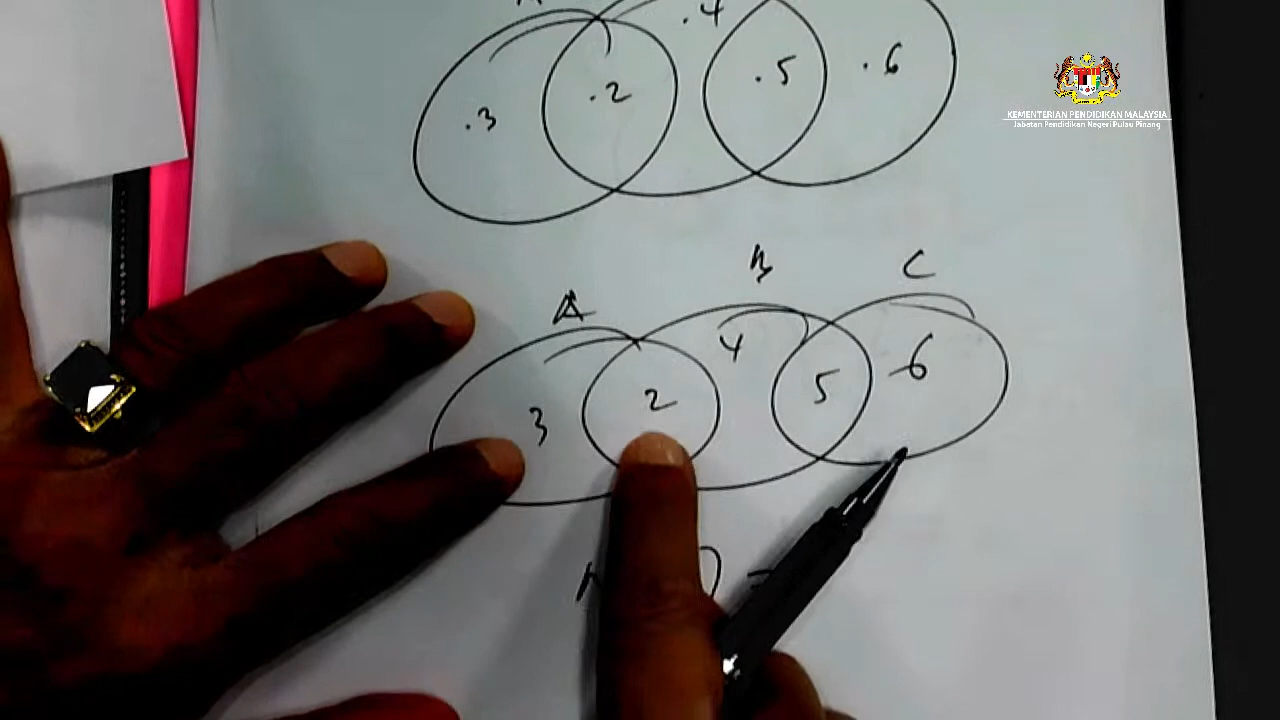 .4
.3 .2 .5 .6
KEMENTERIAN PENDIDIKAN MALAYSIA
Jabatan Pendidikan Negeri Pulau Pinang
A B C
3 2 4 5 6